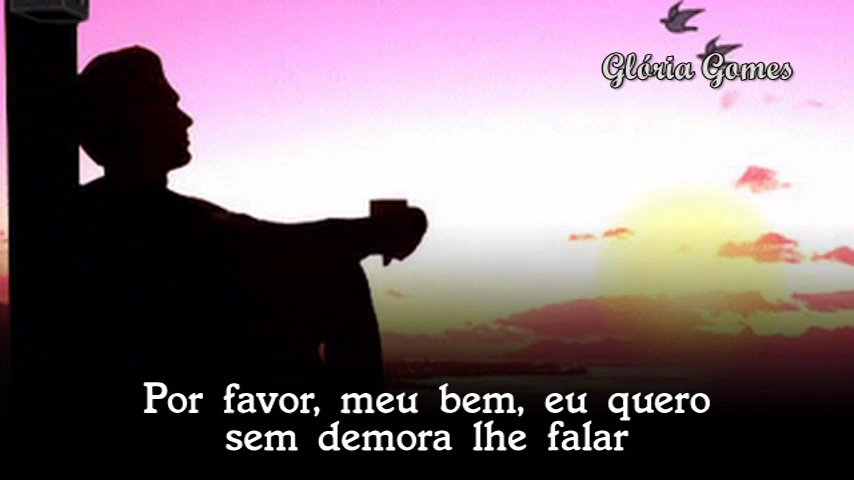 Glória Gomes
Por favor, meu bem, eu quero
sem demora lhe falar